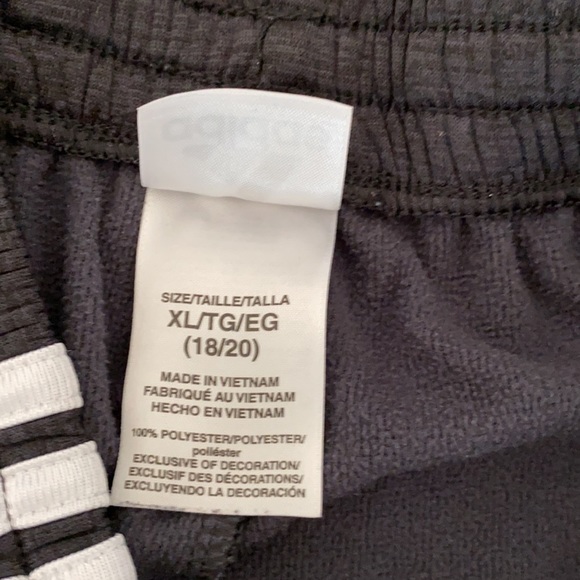 adidas
SIZE/TAILLE/TALLA
XL/TG/EG
(18/20)
MADE IN VIETNAM
FABRIQUÉ AU VIETNAM
HECHO EN VIETNAM
100% POLYESTER/POLYESTER/
poliéster
EXCLUSIVE OF DECORATION/
EXCLUSIF DES DÉCORATIONS/
EXCLUYENDO LA DECORACIÓN